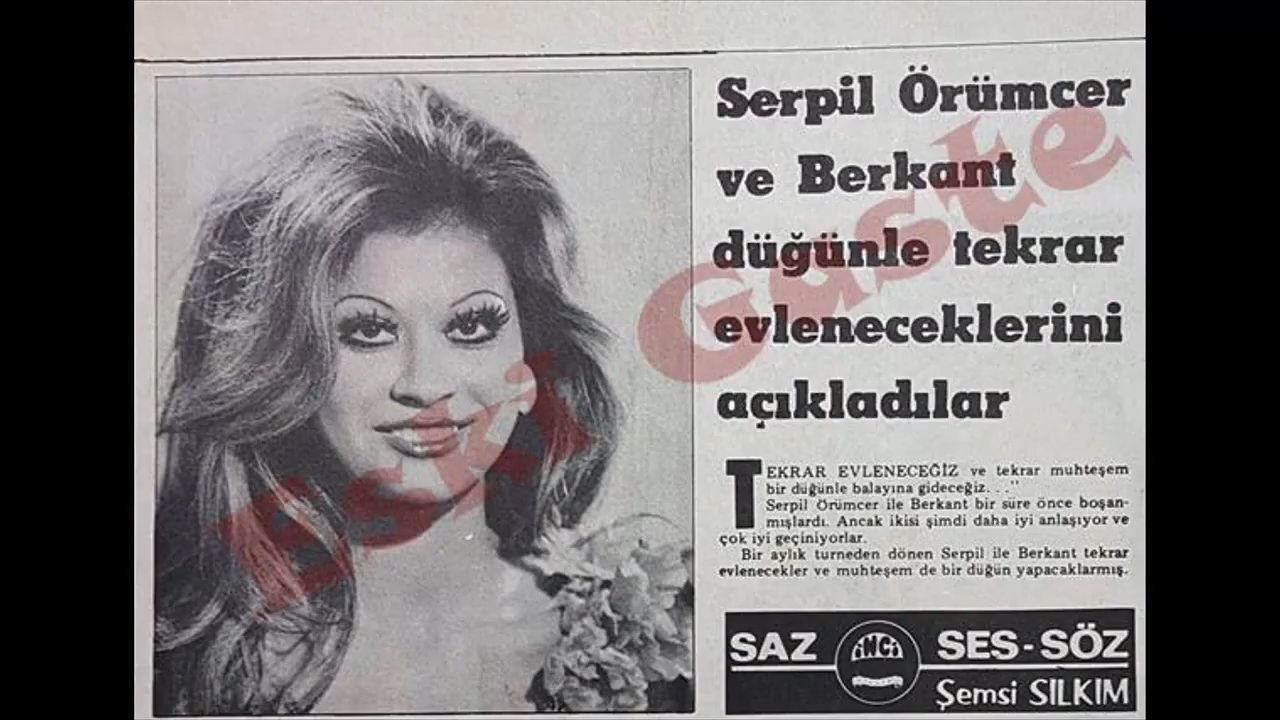 Serpil Örümcer
ve Berkant
düğünle tekrar
evleneceklerini
açıkladılar
TEKRAR EVLENECEĞİZ ve tekrar muhteşem
bir düğünle balayına gideceğiz. . ."
Serpil Örümcer ile Berkant bir süre önce boşan-
mışlardı. Ancak ikisi şimdi daha iyi anlaşıyor ve
çok iyi geçiniyorlar.
Bir aylık turneden dönen Serpil ile Berkant tekrar
evlenecekler ve muhteşem de bir düğün yapacaklarmış.
SAZ İNCİ SES-SÖZ
Şemsi SILKIM
Eski Gaste